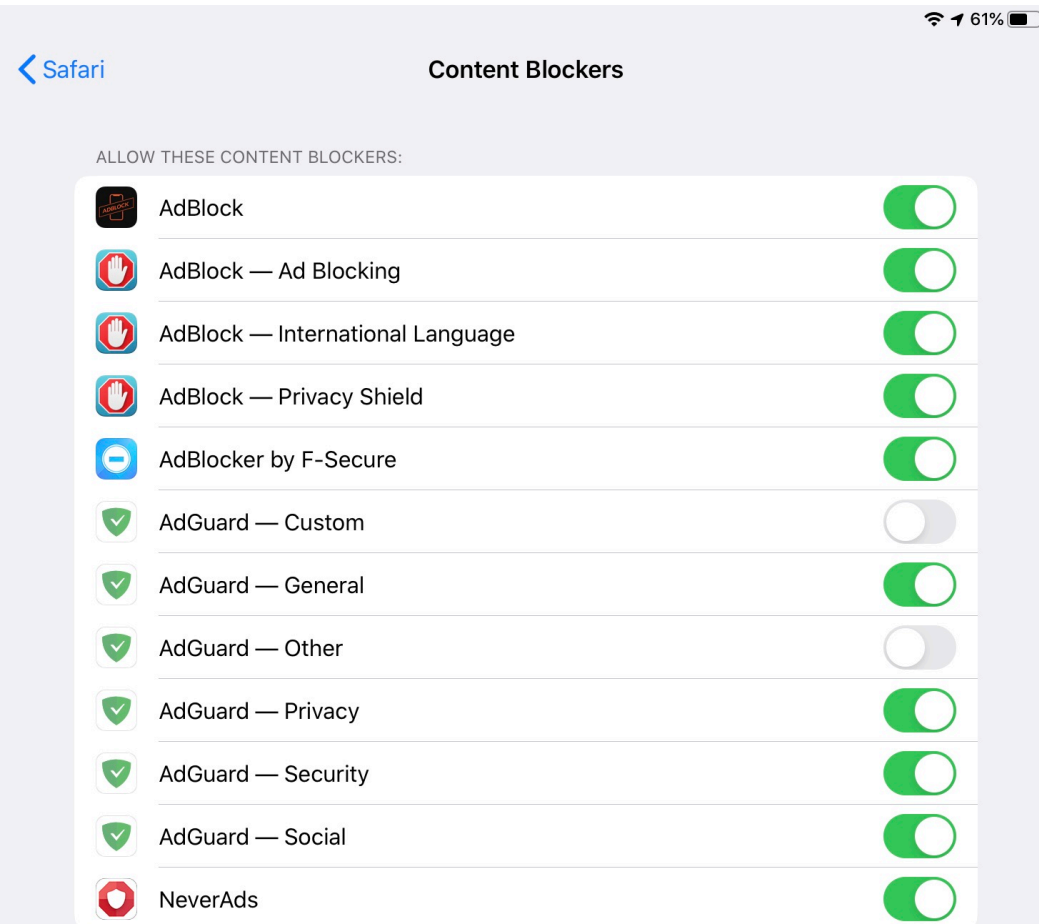 61%
Safari
Content Blockers
ALLOW THESE CONTENT BLOCKERS:
ADBLOCK
AdBlock
AdBlock — Ad Blocking
AdBlock — International Language
AdBlock — Privacy Shield
AdBlocker by F-Secure
AdGuard — Custom
AdGuard — General
AdGuard — Other
AdGuard — Privacy
AdGuard — Security
AdGuard — Social
NeverAds